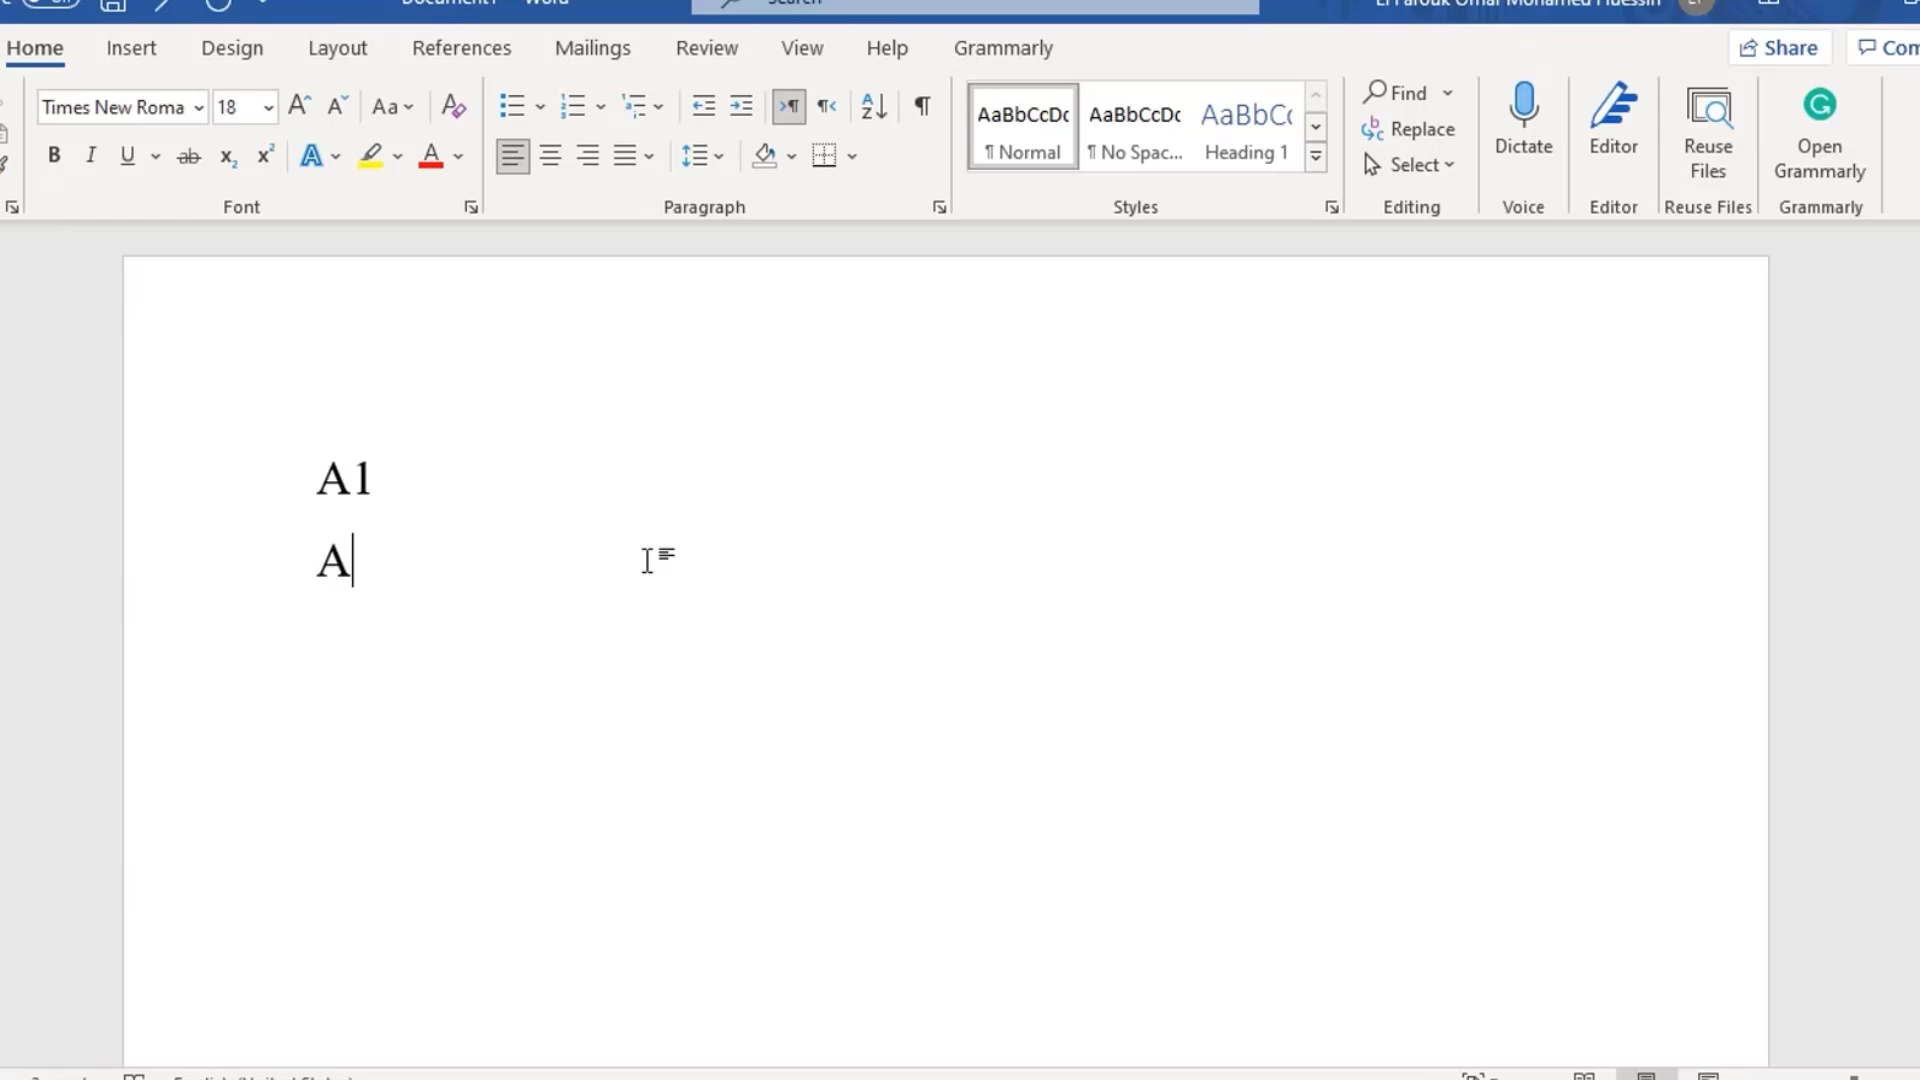 Search
Home Insert Design Layout References Mailings Review View Help Grammarly Share
Times New Roma 18 Aa
AaBbCcDc AaBbCcDc AaBbCc
¶ Normal ¶ No Spac... Heading 1
Find
Replace
Select
Dictate
Editor
Reuse
Files
Open
Grammarly
Font Paragraph Styles Editing Voice Editor Reuse Files Grammarly
A1
A